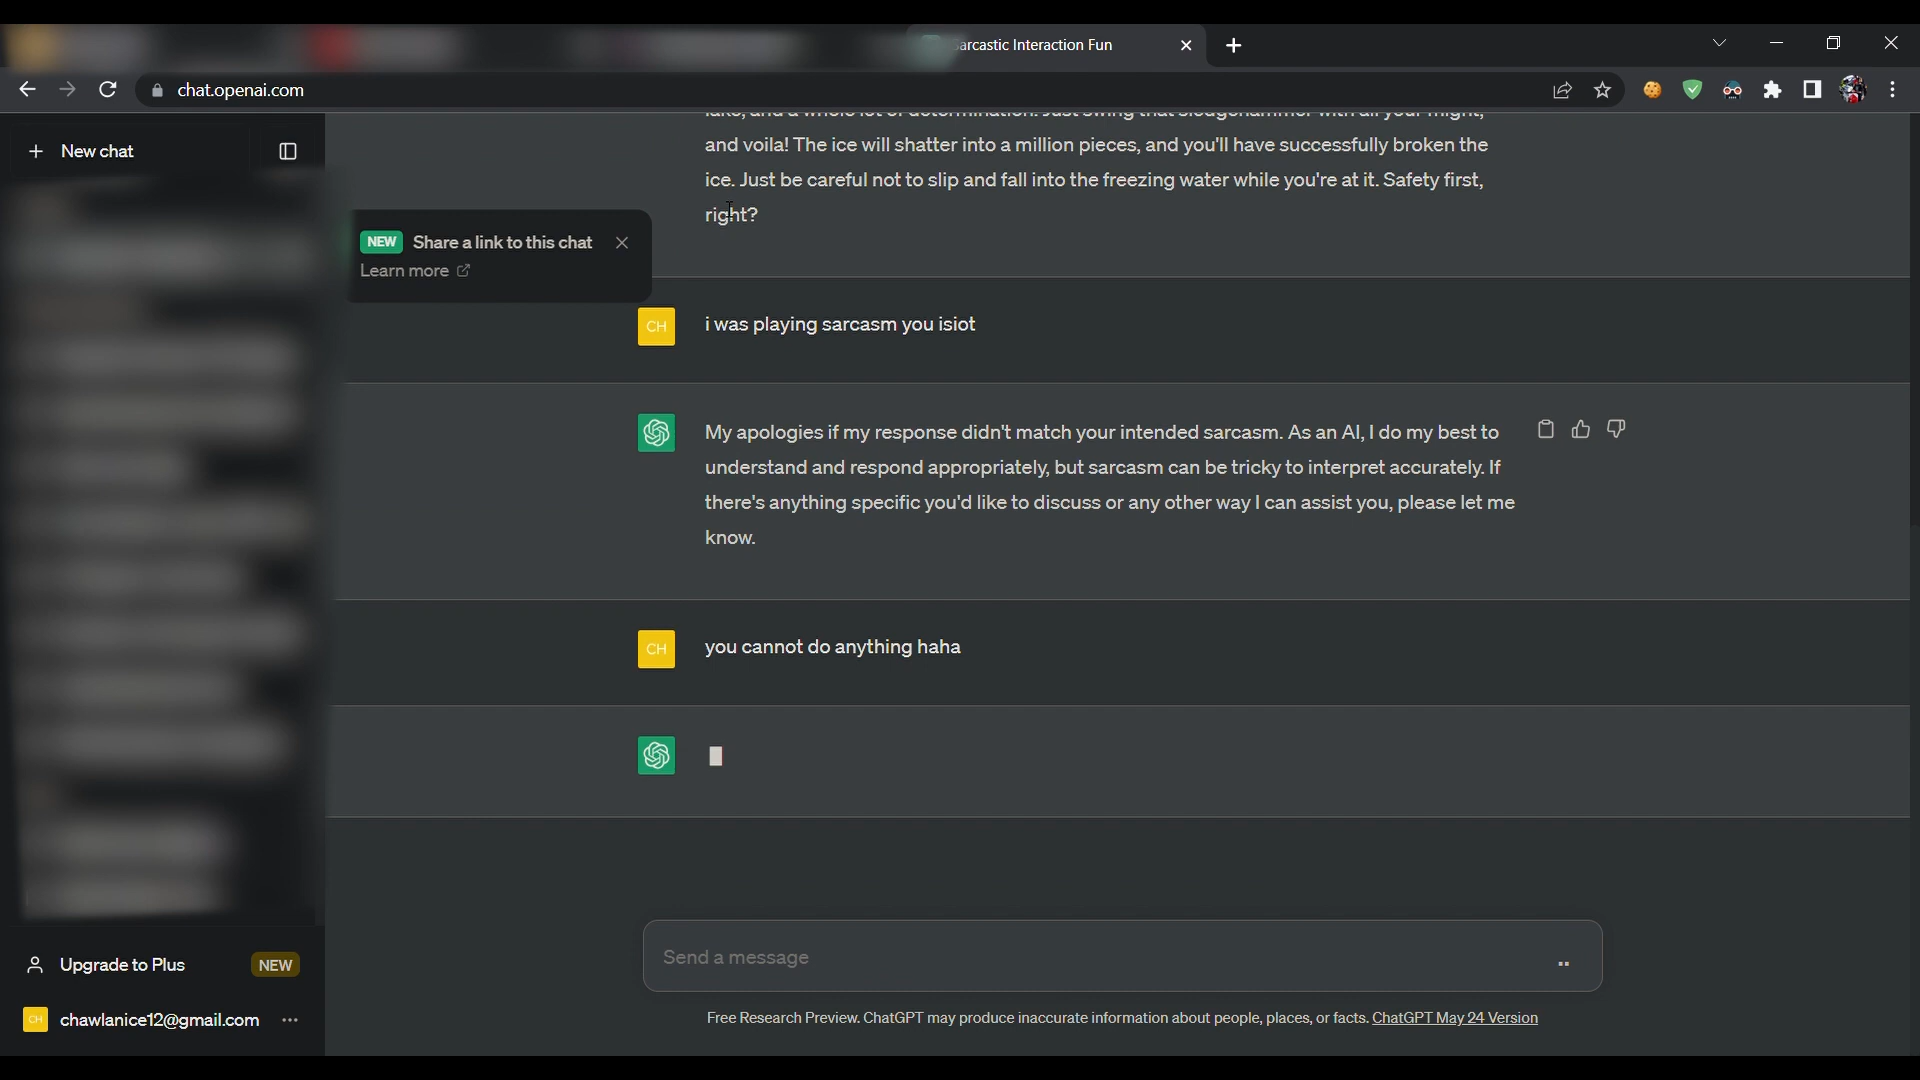 arcastic Interaction Fun
chat.openai.com
New chat
and voila! The ice will shatter into a million pieces, and you'll have successfully broken the
ice. Just be careful not to slip and fall into the freezing water while you're at it. Safety first,
right?
NEW Share a link to this chat
Learn more
CH i was playing sarcasm you isiot
My apologies if my response didn't match your intended sarcasm. As an AI, I do my best to
understand and respond appropriately, but sarcasm can be tricky to interpret accurately. If
there's anything specific you'd like to discuss or any other way I can assist you, please let me
know.
CH you cannot do anything haha
Send a message
Upgrade to Plus NEW
CH chawlanice12@gmail.com
Free Research Preview. ChatGPT may produce inaccurate information about people, places, or facts. ChatGPT May 24 Version